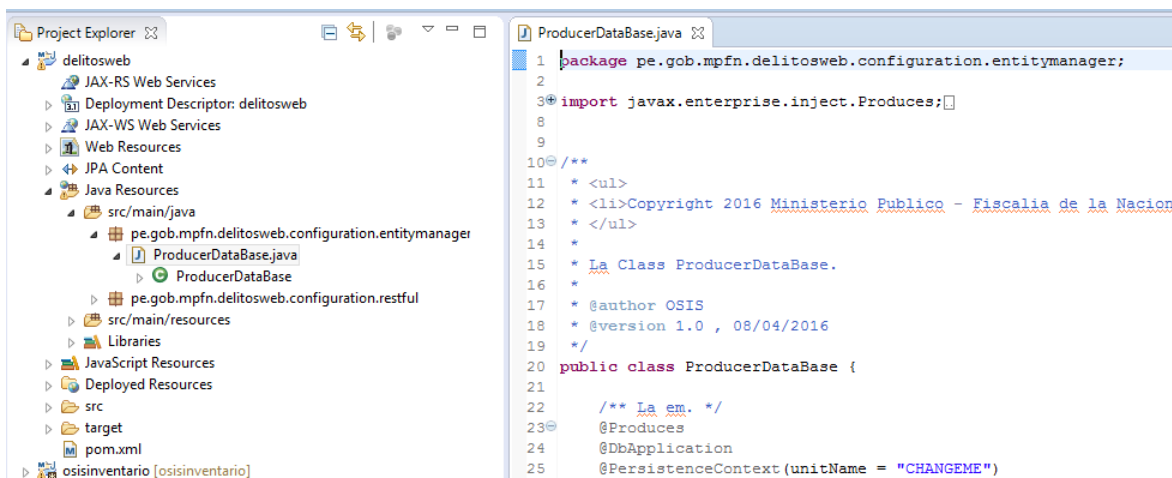 Project Explorer
delitosweb
JAX-RS Web Services
Deployment Descriptor: delitosweb
JAX-WS Web Services
Web Resources
JPA Content
Java Resources
src/main/java
pe.gob.mpfn.delitosweb.configuration.entitymanager
ProducerDataBase.java
ProducerDataBase
pe.gob.mpfn.delitosweb.configuration.restful
src/main/resources
Libraries
JavaScript Resources
Deployed Resources
src
target
pom.xml
osisinventario [osisinventario]
ProducerDataBase.java
1 package pe.gob.mpfn.delitosweb.configuration.entitymanager;
2
3 import javax.enterprise.inject.Produces;
8
9
10 /**
11 * <ul>
12 * <li>Copyright 2016 Ministerio Publico - Fiscalia de la Nacion
13 * </ul>
14 *
15 * La Class ProducerDataBase.
16 *
17 * @author OSIS
18 * @version 1.0 , 08/04/2016
19 */
20 public class ProducerDataBase {
21
22 /** La em. */
23 @Produces
24 @DbApplication
25 @PersistenceContext(unitName = "CHANGEME")